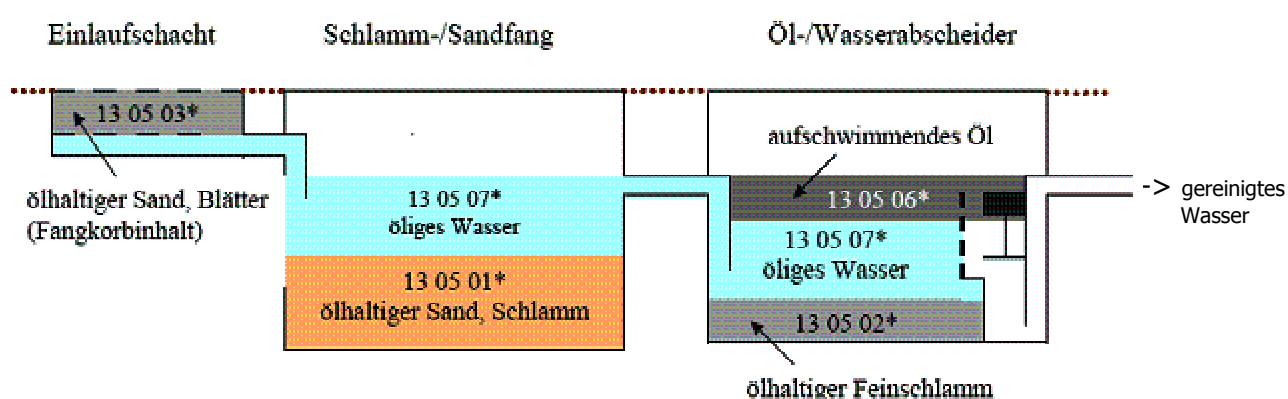 Einlaufschacht
Schlamm-/Sandfang
Öl-/Wasserabscheider
13 05 03*
ölhaltiger Sand, Blätter
(Fangkorbinhalt)
13 05 07*
öliges Wasser
13 05 01*
ölhaltiger Sand, Schlamm
aufschwimmendes Öl
13 05 06*
13 05 07*
öliges Wasser
13 05 02*
ölhaltiger Feinschlamm
-> gereinigtes
Wasser